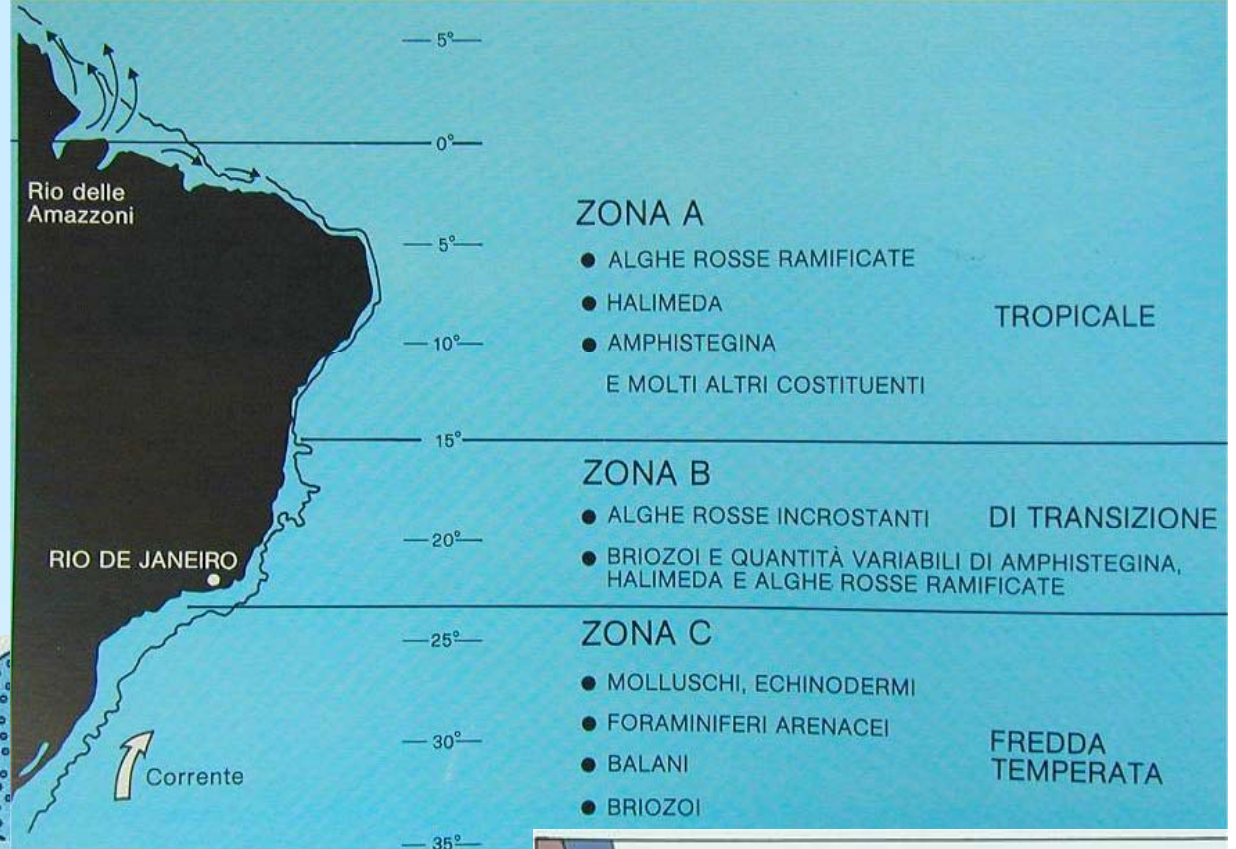 5°
0°
Rio delle
Amazzoni
5°
10°
15°
20°
RIO DE JANEIRO
25°
30°
Corrente
35°
ZONA A
● ALGHE ROSSE RAMIFICATE
● HALIMEDA
● AMPHISTEGINA
E MOLTI ALTRI COSTITUENTI
TROPICALE
ZONA B
● ALGHE ROSSE INCROSTANTI
● BRIOZOI E QUANTITÀ VARIABILI DI AMPHISTEGINA,
HALIMEDA E ALGHE ROSSE RAMIFICATE
DI TRANSIZIONE
ZONA C
● MOLLUSCHI, ECHINODERMI
● FORAMINIFERI ARENACEI
● BALANI
● BRIOZOI
FREDDA
TEMPERATA